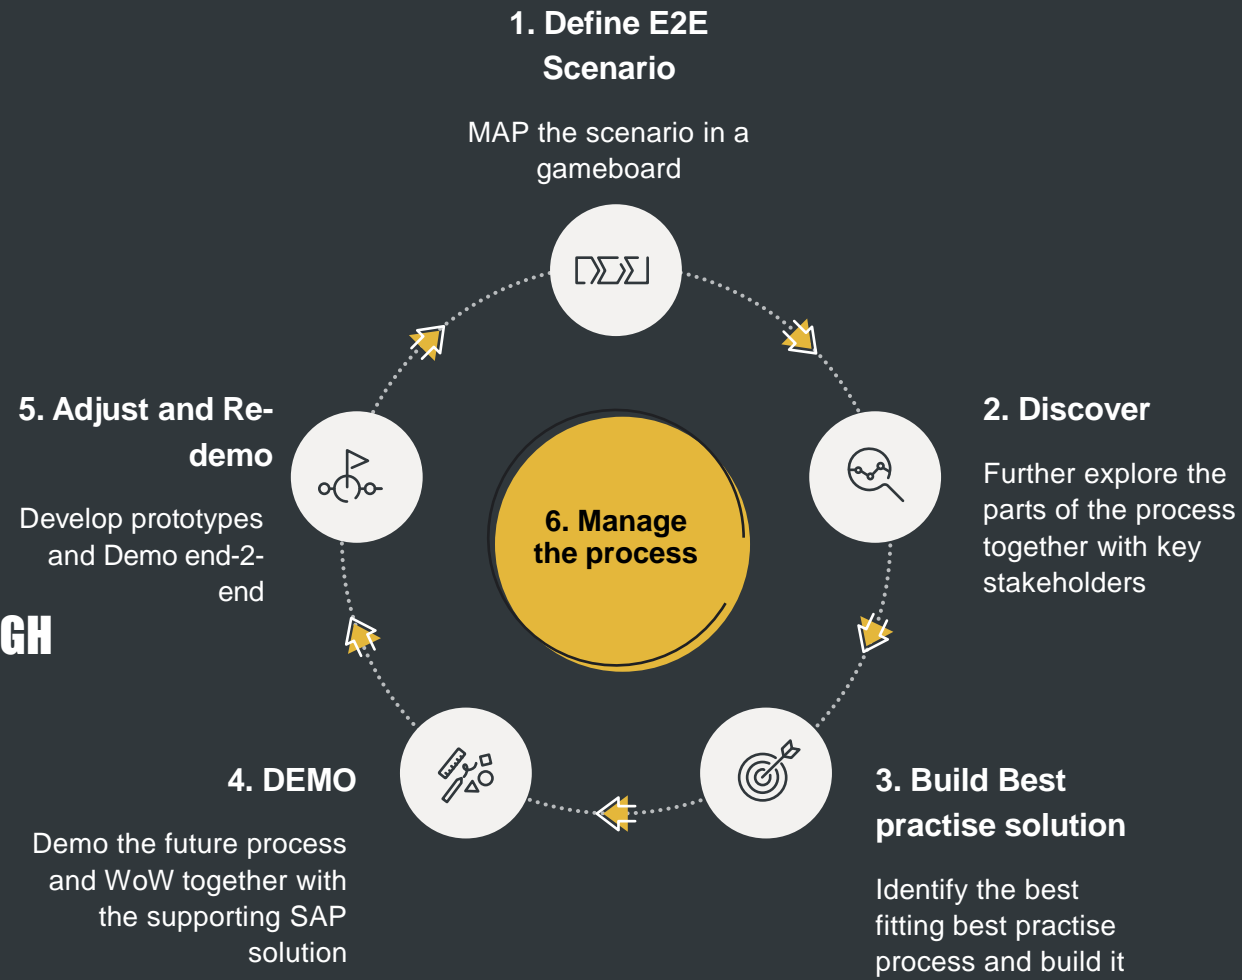 1. Define E2E
Scenario
MAP the scenario in a
gameboard
2. Discover
Further explore the
parts of the process
together with key
stakeholders
3. Build Best
practise solution
Identify the best
fitting best practise
process and build it
4. DEMO
Demo the future process
and WoW together with
the supporting SAP
solution
5. Adjust and Re-
demo
Develop prototypes
and Demo end-2-
end
6. Manage
the process
GH